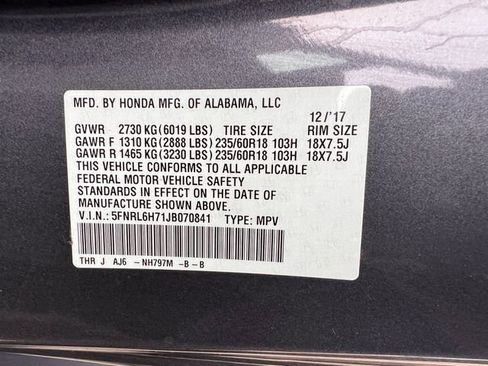 MFD. BY HONDA MFG. OF ALABAMA, LLC
12/'17
GVWR 2730 KG(6019 LBS) TIRE SIZE RIM SIZE
GAWR F 1310 KG(2888 LBS) 235/60R18 103H 18X7.5J
GAWR R 1465 KG(3230 LBS) 235/60R18 103H 18X7.5J
THIS VEHICLE CONFORMS TO ALL APPLICABLE
FEDERAL MOTOR VEHICLE SAFETY
STANDARDS IN EFFECT ON THE DATE OF
MANUFACTURE SHOWN ABOVE.
V.I.N.: 5FNRL6H71JB070841 TYPE: MPV
THR J AJ6 - NH797M -B - B